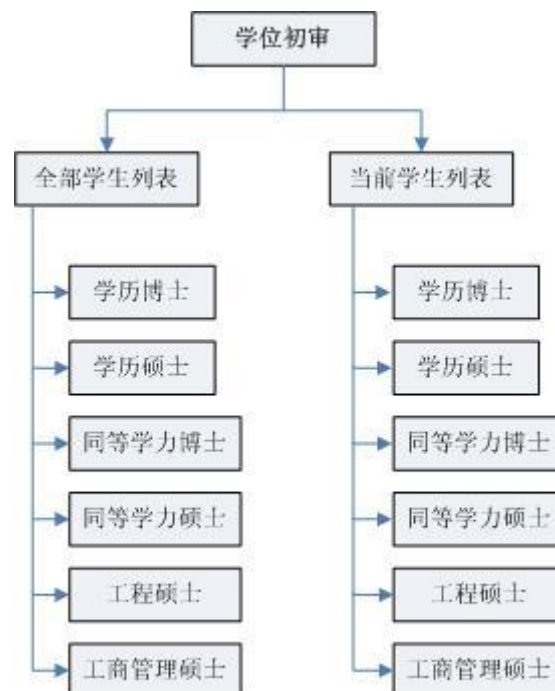 学位初审
全部学生列表
当前学生列表
学历博士
学历博士
学历硕士
学历硕士
同等学力博士
同等学力博士
同等学力硕士
同等学力硕士
工程硕士
工程硕士
工商管理硕士
工商管理硕士